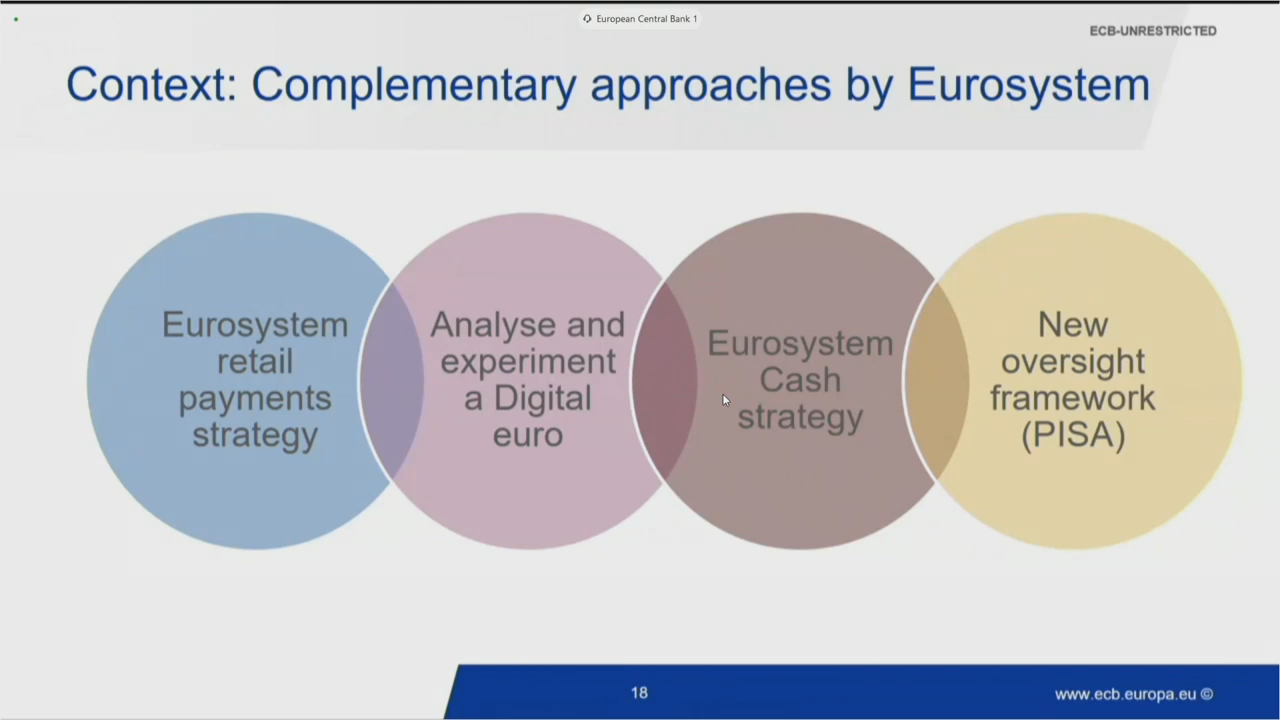 European Central Bank 1
ECB-UNRESTRICTED
Context: Complementary approaches by Eurosystem
Eurosystem
retail
payments
strategy
Analyse and
experiment
a Digital
euro
Eurosystem
Cash
strategy
New
oversight
framework
(PISA)
18
www.ecb.europa.eu ©